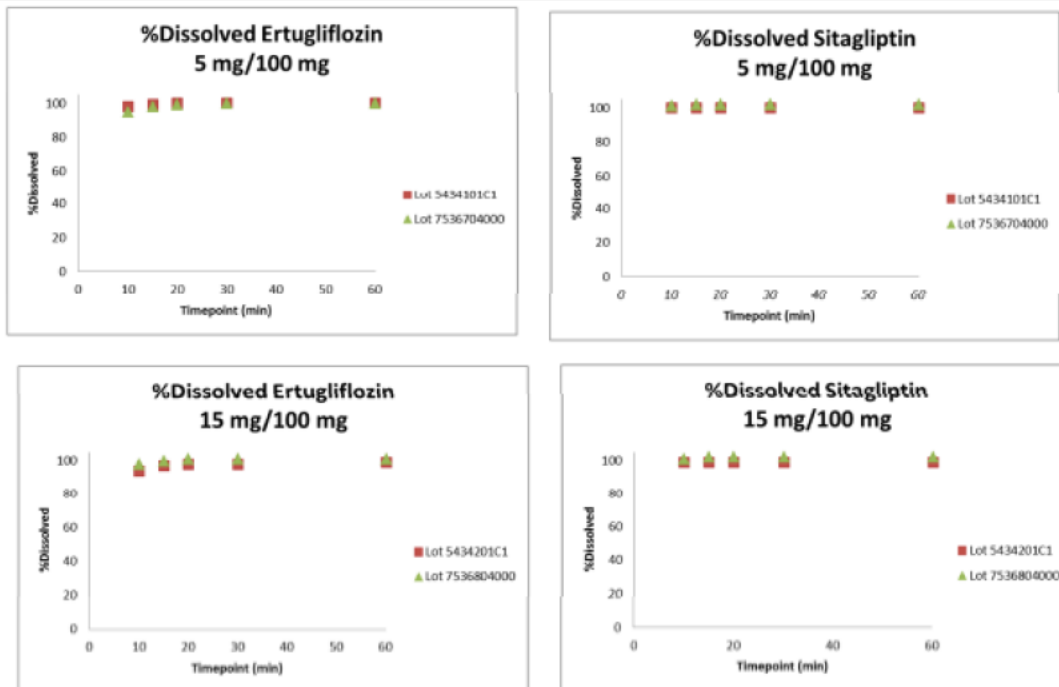 %Dissolved Ertugliflozin
5 mg/100 mg
100
80
60
40
20
0
%Dissolved
0 10 20 30 40 50 60
Timepoint (min)
Lot 5434101C1
Lot 7536704000
%Dissolved Sitagliptin
5 mg/100 mg
100
80
60
40
20
0
%Dissolved
0 10 20 30 40 50 60
Timepoint (min)
Lot 5434101C1
Lot 7536704000
%Dissolved Ertugliflozin
15 mg/100 mg
100
80
60
40
20
0
%Dissolved
0 10 20 30 40 50 60
Timepoint (min)
Lot 5434201C1
Lot 7536804000
%Dissolved Sitagliptin
15 mg/100 mg
100
80
60
40
20
0
%Dissolved
0 10 20 30 40 50 60
Timepoint (min)
Lot 5434201C1
Lot 7536804000